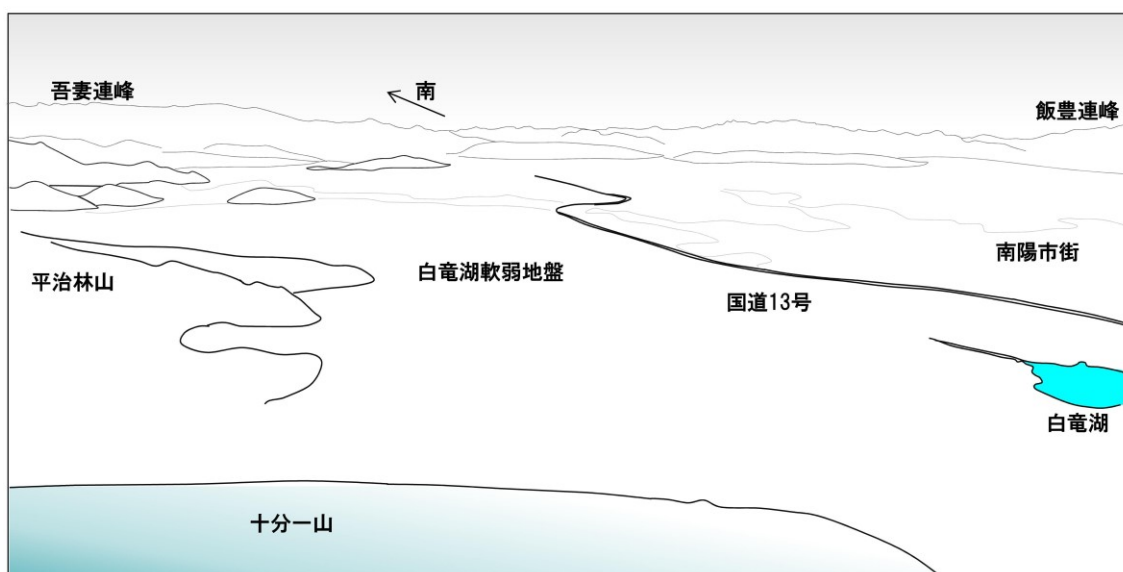 吾妻連峰
南
飯豊連峰
平治林山
白竜湖軟弱地盤
南陽市街
国道13号
白竜湖
十分一山